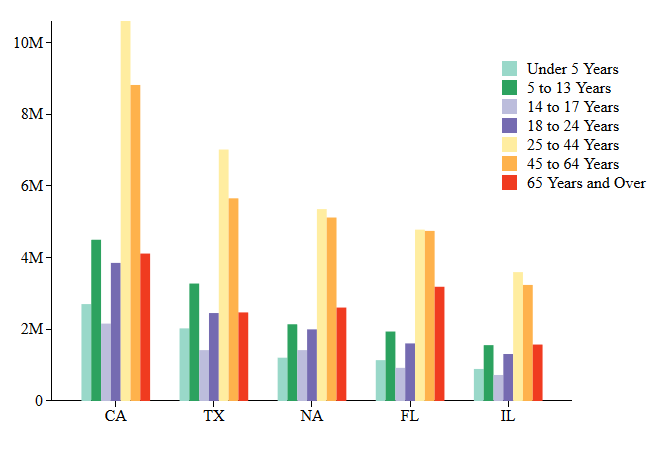 10M
8M
6M
4M
2M
0
CA TX NA FL IL
Under 5 Years
5 to 13 Years
14 to 17 Years
18 to 24 Years
25 to 44 Years
45 to 64 Years
65 Years and Over